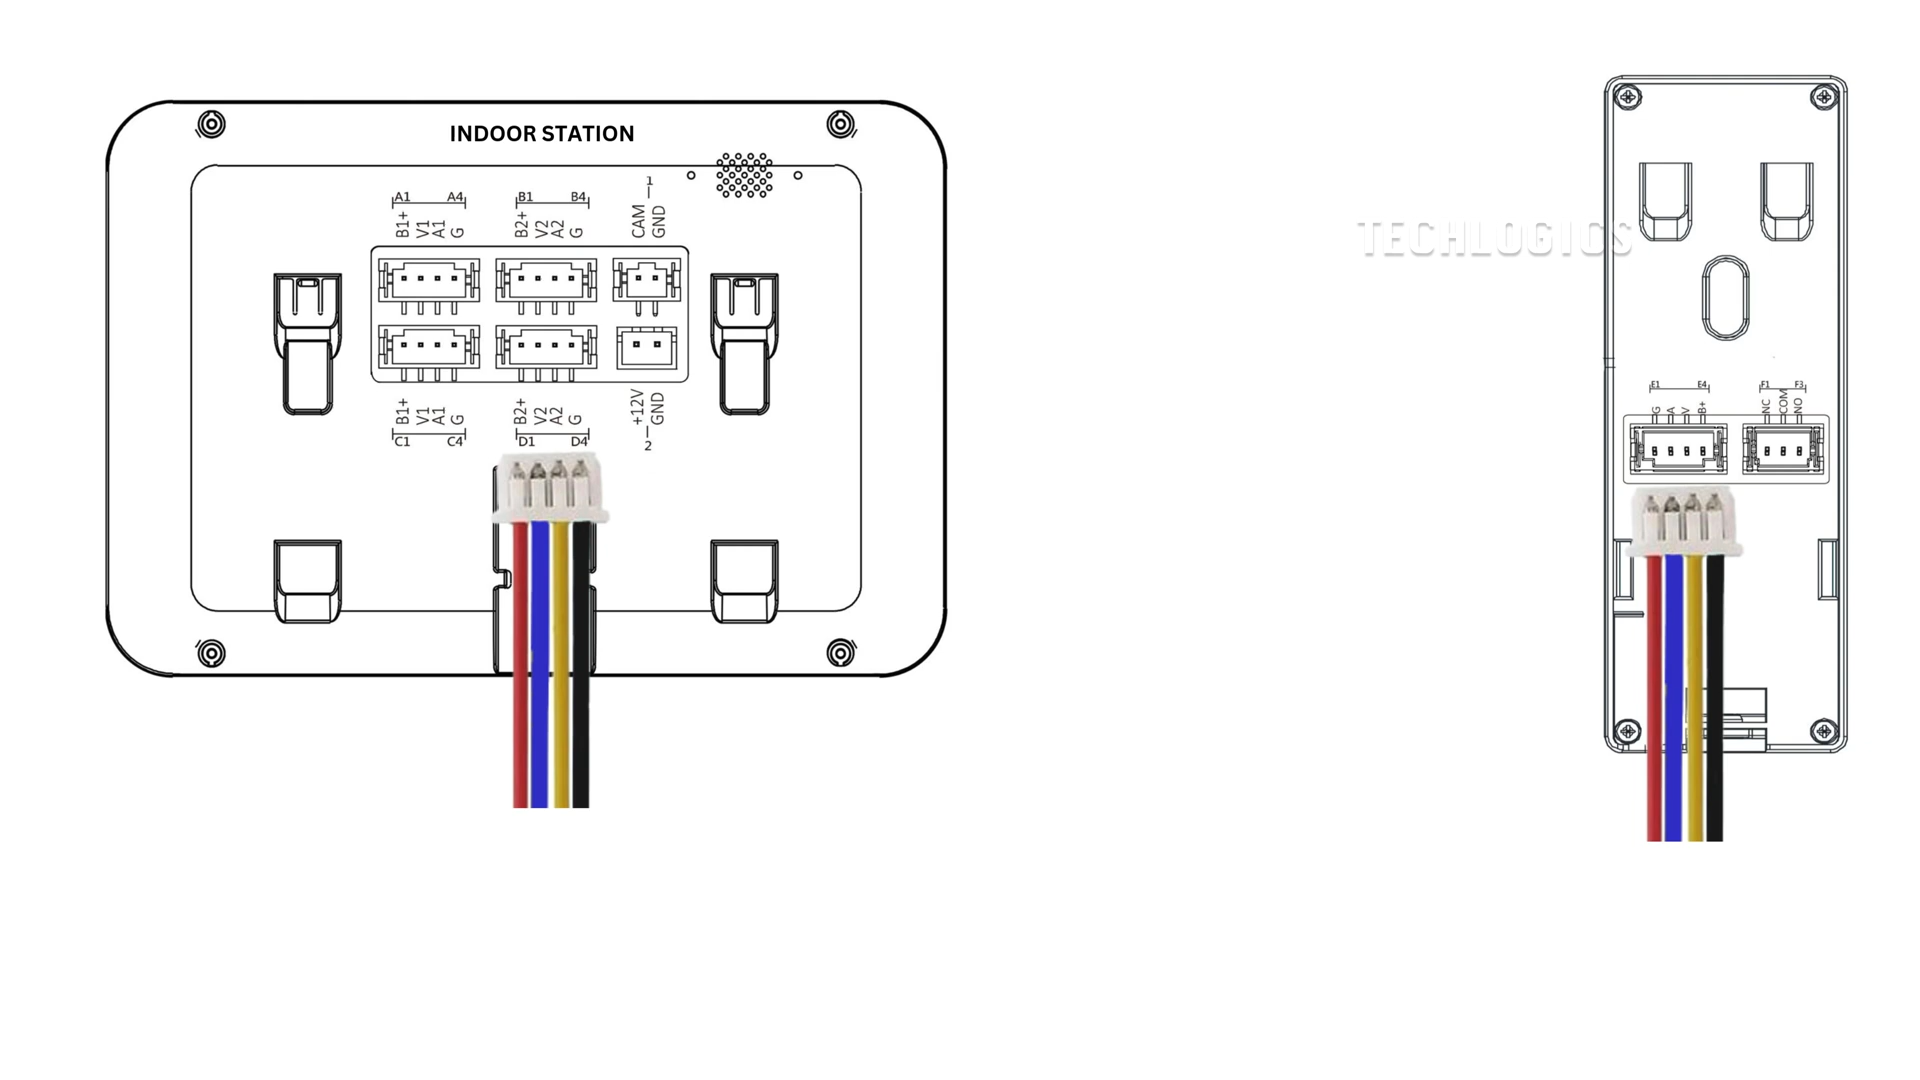 INDOOR STATION
1
A1 A4
B1+ V1 A1 G
B1 B4
B2+ V2 A2 G
CAM GND
B1+ V1 A1 G
C1 C4
B2+ V2 A2 G
D1 D4
+12V GND
2
TECHLOGICS
E1 E4
G A V B+
F1 F3
NC COM NO